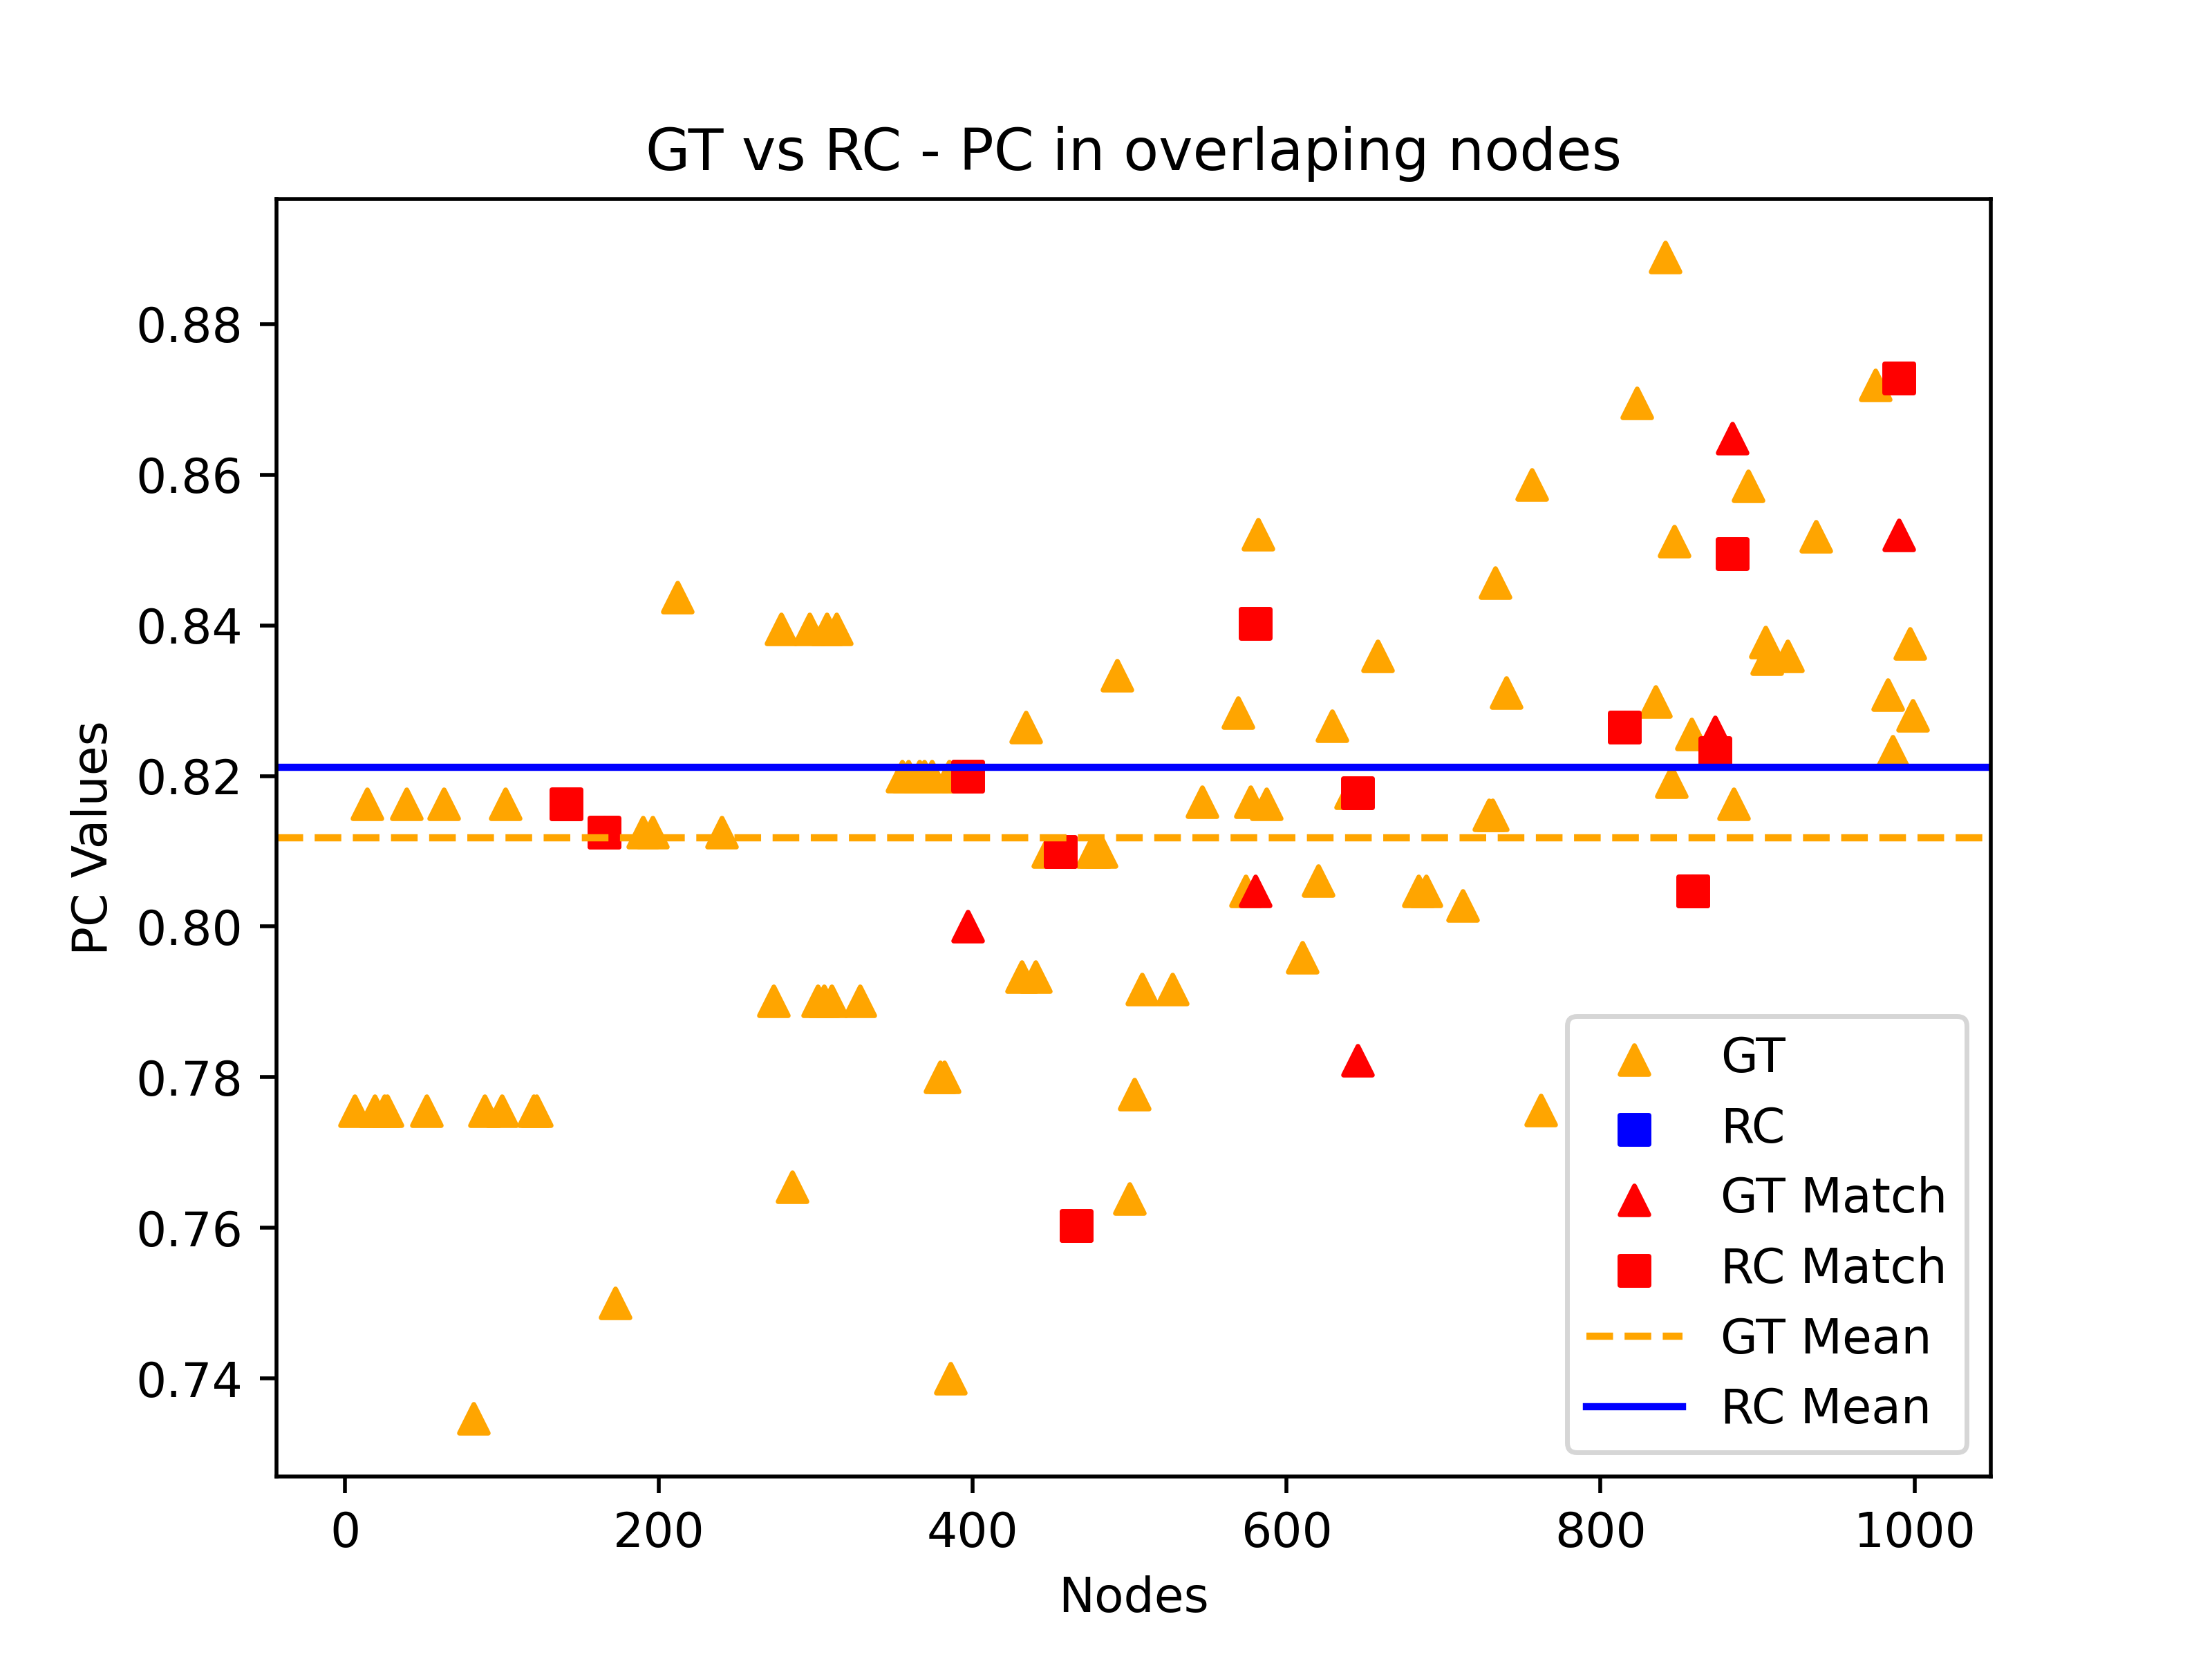 GT vs RC - PC in overlaping nodes
PC Values
0.88
0.86
0.84
0.82
0.80
0.78
0.76
0.74
GT
RC
GT Match
RC Match
GT Mean
RC Mean
0 200 400 600 800 1000
Nodes